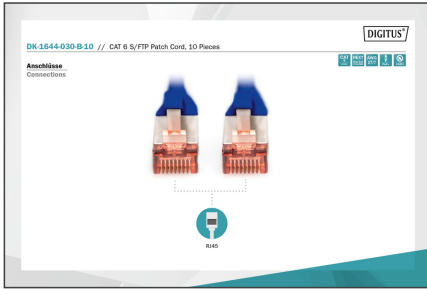 DIGITUS®
DK-1644-030-B-10 // CAT 6 S/FTP Patch Cord, 10 Pieces
Anschlüsse
Connections
RJ45